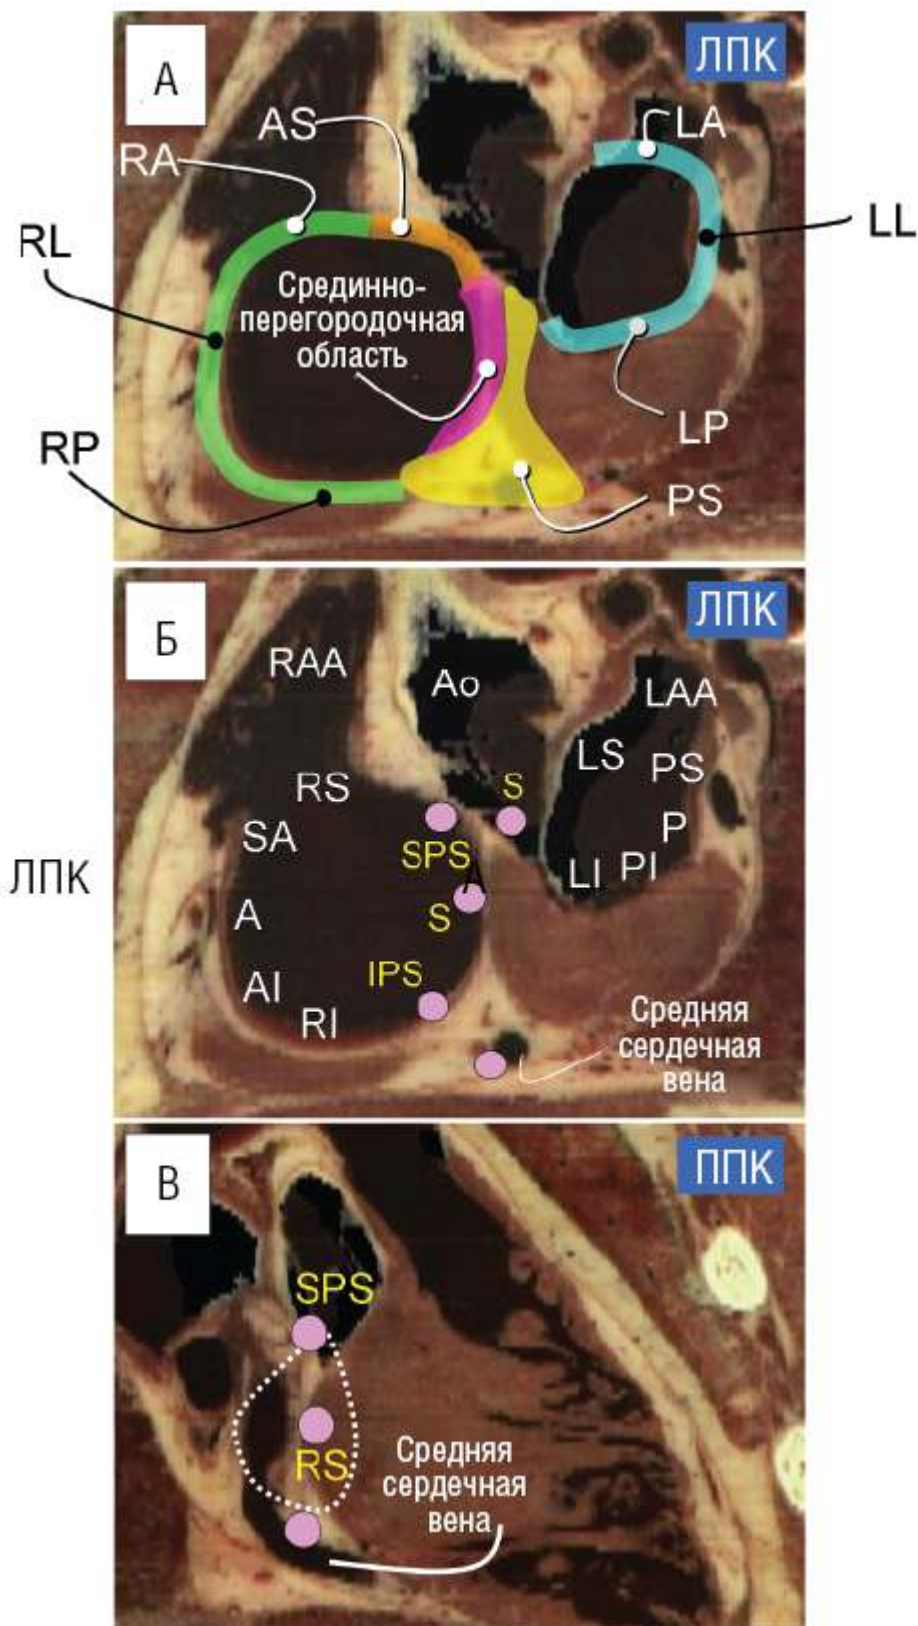 А
ЛПК
AS
LA
RA
RL
LL
Срединно-
перегородочная
область
RP
LP
PS
Б
ЛПК
RAA
Ao
LAA
LS
PS
RS
S
SA
P
SPS
LI
PI
ЛПК
A
A
S
AI
IPS
RI
Средняя
сердечная
вена
В
ППК
SPS
RS
Средняя
сердечная
вена